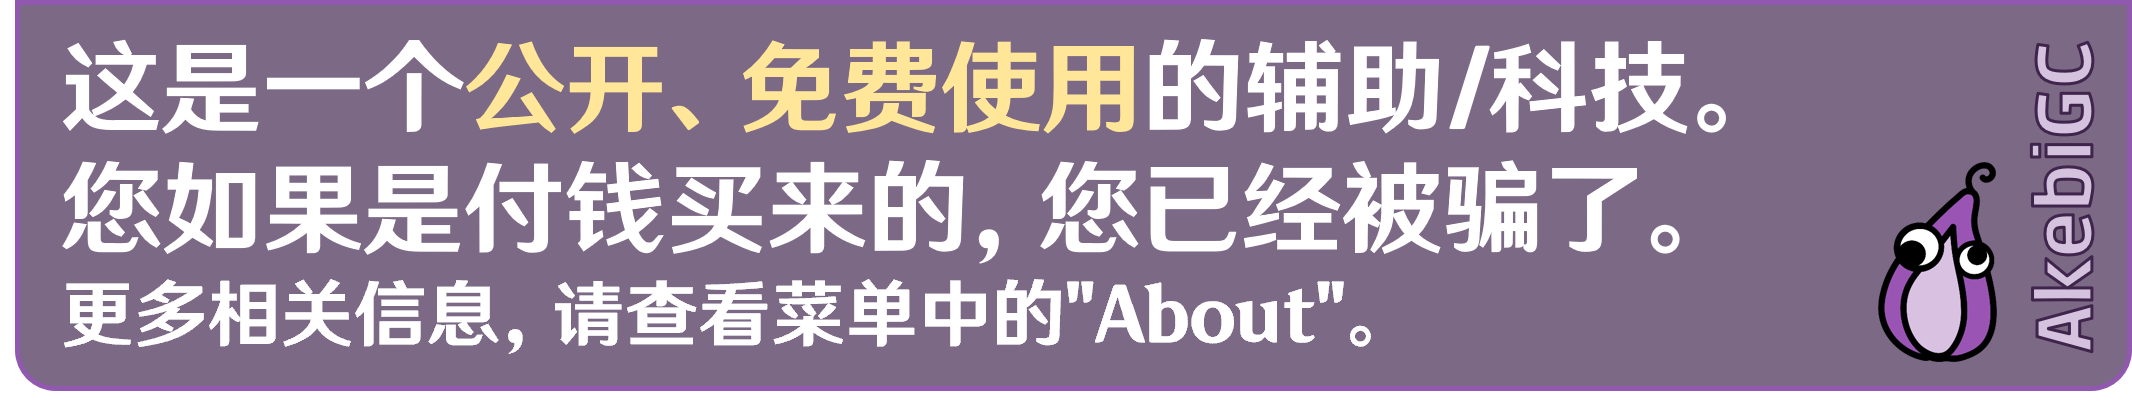 这是一个公开、免费使用的辅助/科技。
您如果是付钱买来的, 您已经被骗了。
更多相关信息, 请查看菜单中的"About"。
AkebiGC